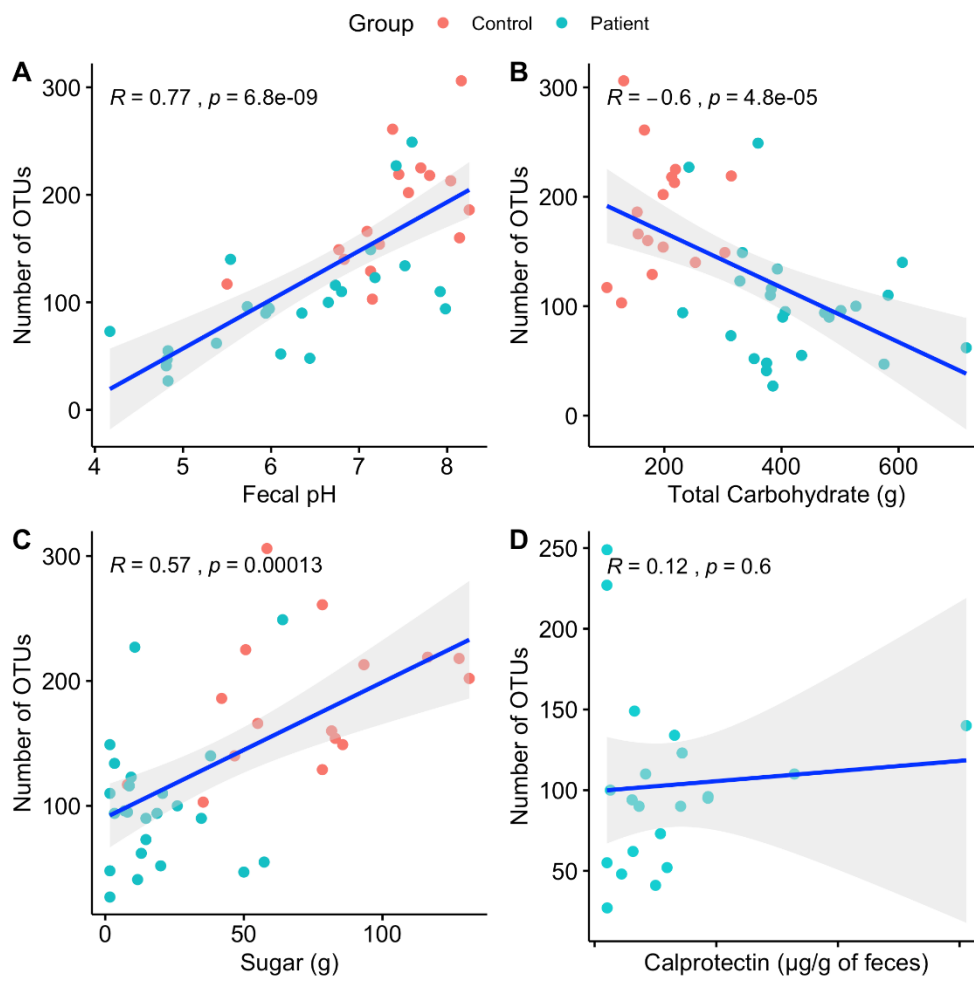 Group Control Patient
A
R = 0.77 , p = 6.8e-09
300
200
100
0
Number of OTUs
4 5 6 7 8
Fecal pH
B
R = −0.6 , p = 4.8e-05
300
200
100
0
Number of OTUs
200 400 600
Total Carbohydrate (g)
C
R = 0.57 , p = 0.00013
300
200
100
Number of OTUs
0 50 100
Sugar (g)
D
R = 0.12 , p = 0.6
250
200
150
100
50
Number of OTUs
Calprotectin (µg/g of feces)